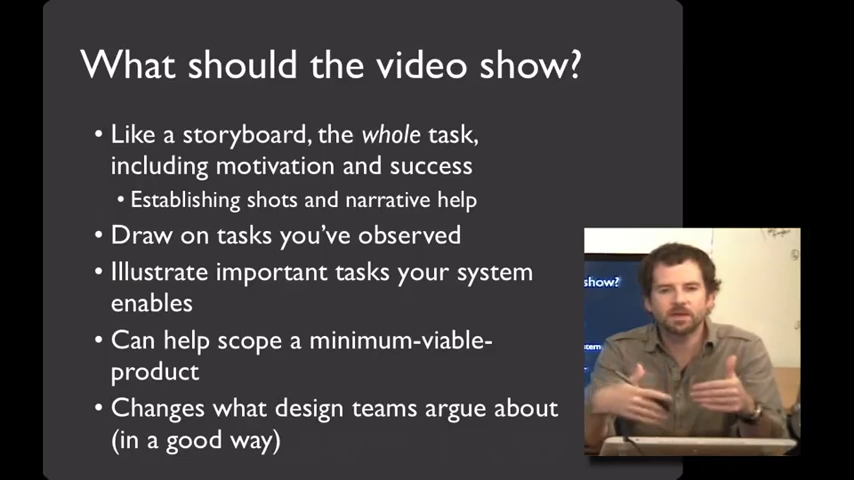 What should the video show?
• Like a storyboard, the whole task,
including motivation and success
• Establishing shots and narrative help
• Draw on tasks you've observed
• Illustrate important tasks your system
enables
• Can help scope a minimum-viable-
product
• Changes what design teams argue about
(in a good way)
show?
stem